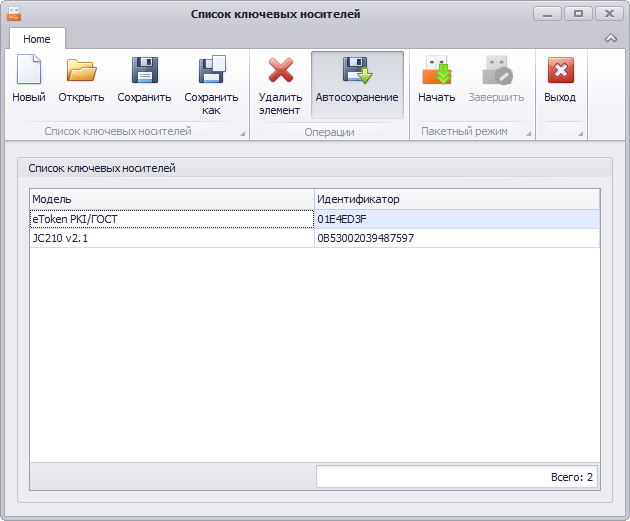 Список ключевых носителей
Home
Новый
Открыть
Сохранить
Сохранить
как
Удалить
элемент
Автосохранение
Начать
Завершить
Выход
Список ключевых носителей
Операции
Пакетный режим
Список ключевых носителей
Модель Идентификатор
eToken PKI/ГОСТ 01E4ED3F
JC210 v2.1 0B53002039487597
Всего: 2